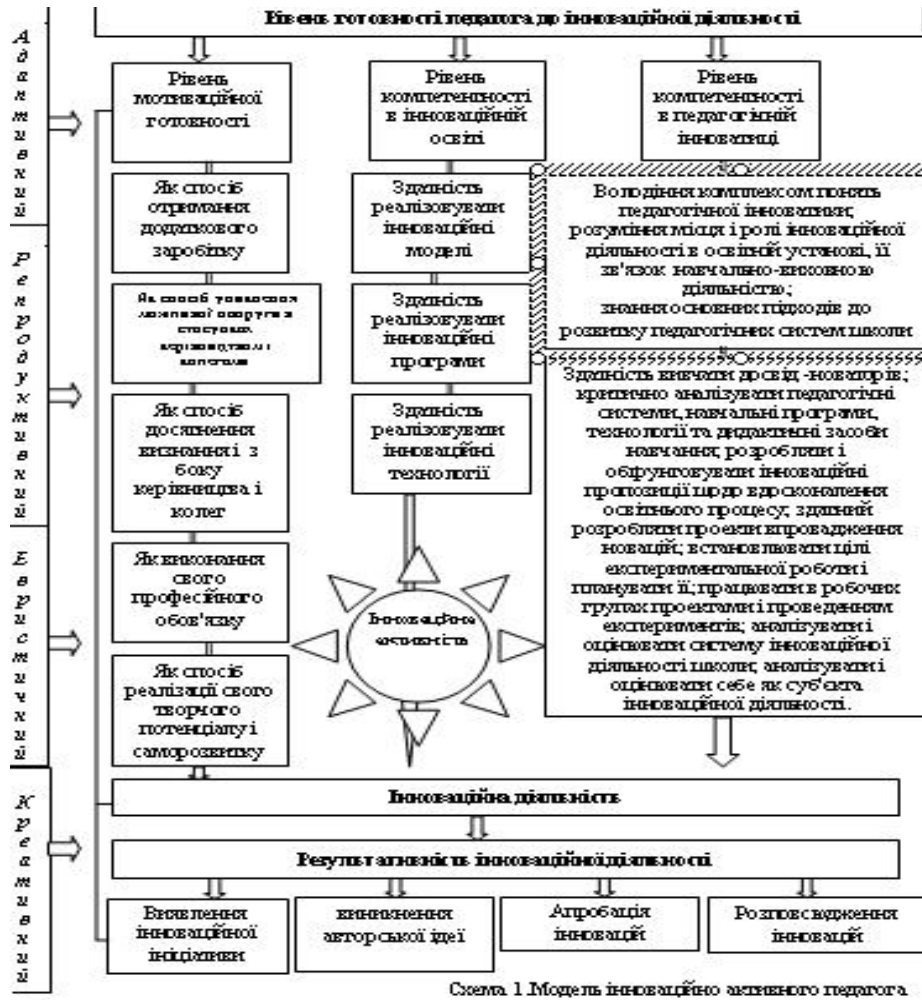 Рівень готовності педагога до інноваційної діяльності
Адаптивний
Репродуктивний
Евристичний
Креативний
Рівень
мотиваційної
готовності
Як спосіб
отримання
додаткового
заробітку
Як спосіб
Як спосіб
досягнення
визнання і з
боку
керівництва і
колег
Як виконання
свого
професійного
обов'язку
Як спосіб
реалізації свого
творчого
потенціалу і
саморозвитку
Рівень
компетентності
в інноваційній
освіті
Здатність
реалізовувати
інноваційні
моделі
Здатність
реалізовувати
інноваційні
програми
Здатність
реалізовувати
інноваційні
технології
Інноваційна
активність
Рівень
компетентності
в педагогічній
інноватиці
Володіння комплексом понять
педагогічної інноватики;
розуміння місця і ролі інноваційної
діяльності в освітній установі, її
зв'язок навчально-виховною
діяльністю;
знання основних підходів до
розвитку педагогічних систем школи
Здатність вивчати досвід -новаторів;
критично аналізувати педагогічні
системи, навчальні програми,
технології та дидактичні засоби
навчання; розробляти і
обґрунтовувати інноваційні
пропозиції щодо вдосконалення
освітнього процесу; здатний
розробляти проекти впровадження
новацій; встановлювати цілі
експериментальної роботи і
планувати її; працювати в робочих
групах проектами і проведенням
експериментів; аналізувати і
оцінювати систему інноваційної
діяльності школи; аналізувати і
оцінювати себе як суб'єкта
інноваційної діяльності.
Інноваційна діяльність
Результативність інноваційної діяльності
Виявлення
інноваційної
ініціативи
виникнення
авторської ідеї
Апробація
інновацій
Розповсюдження
інновацій
Схема 1.Модель інноваційно активного педагога